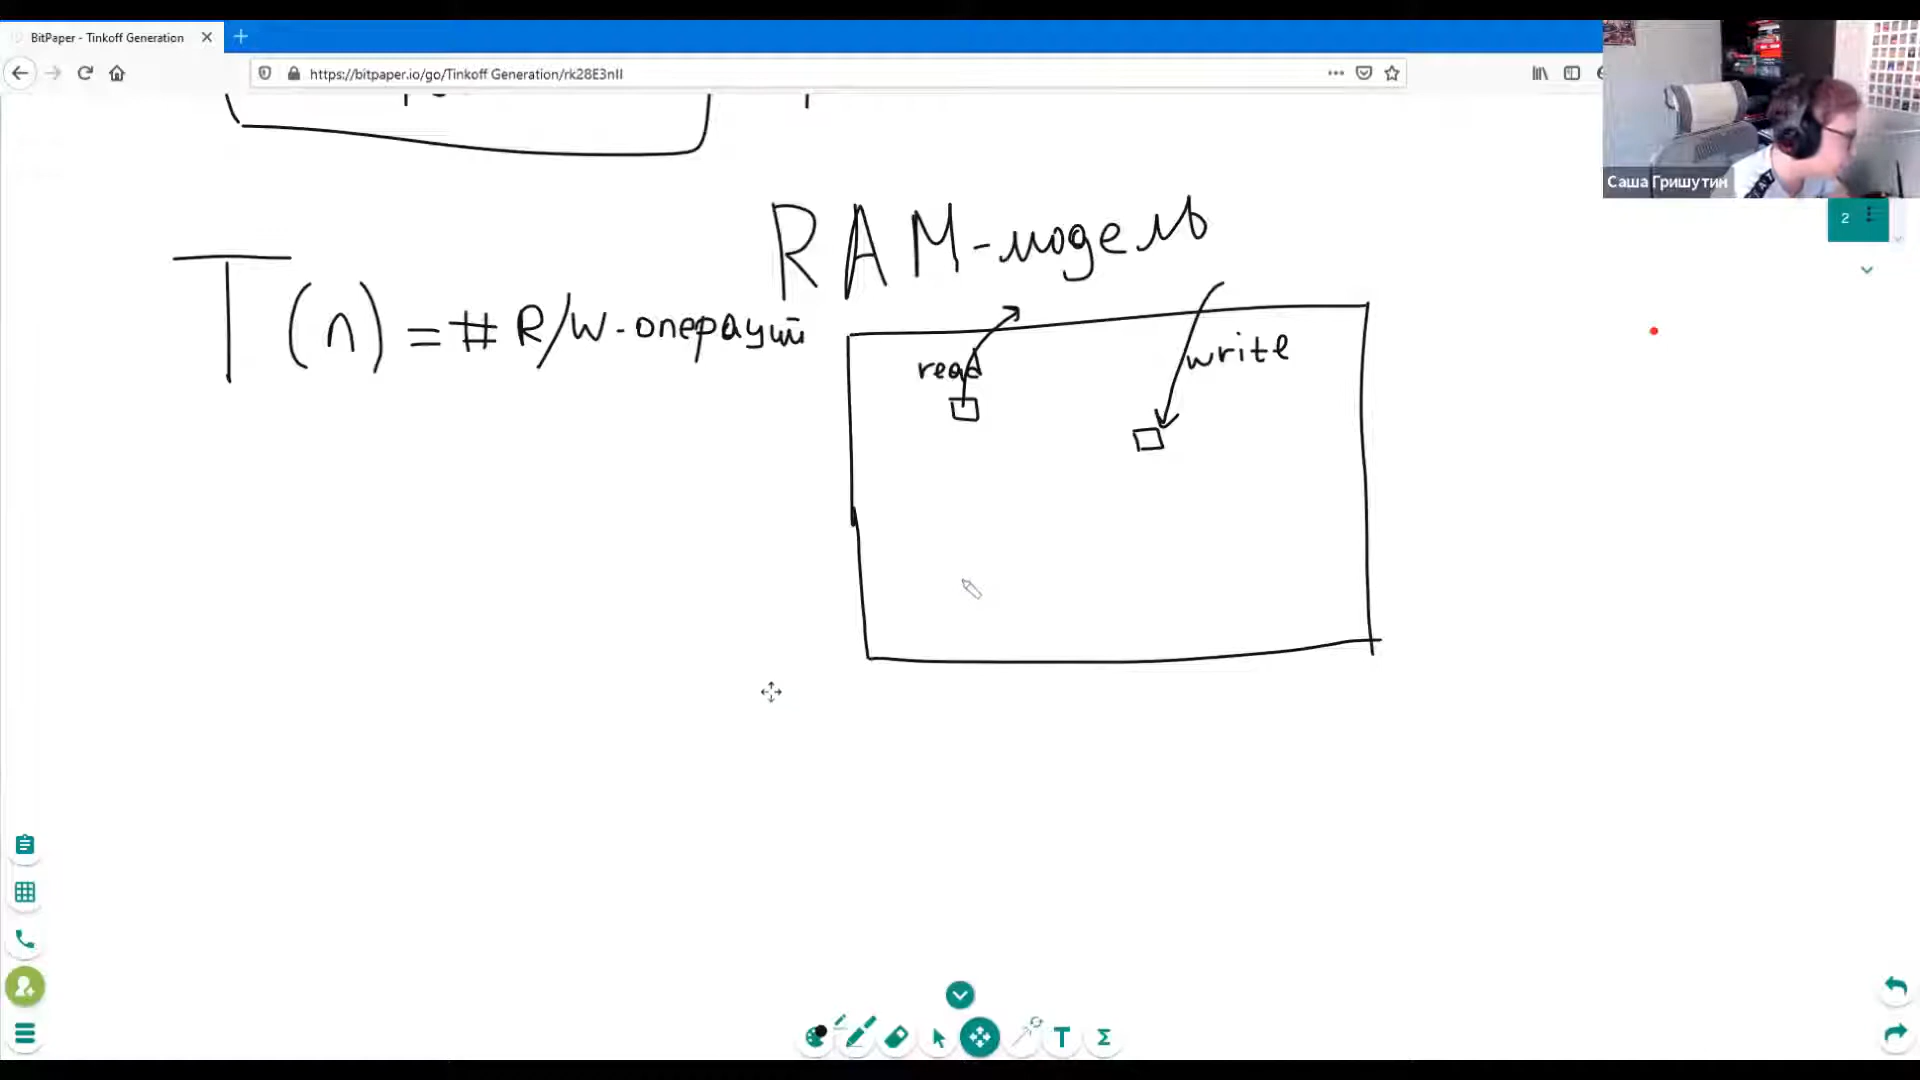 BitPaper - Tinkoff Generation
https://bitpaper.io/go/Tinkoff Generation/rk28E3nII
Саша Гришутин
2
RAM-модель
T(n) = # R/W-операций
read
write
T
Σ